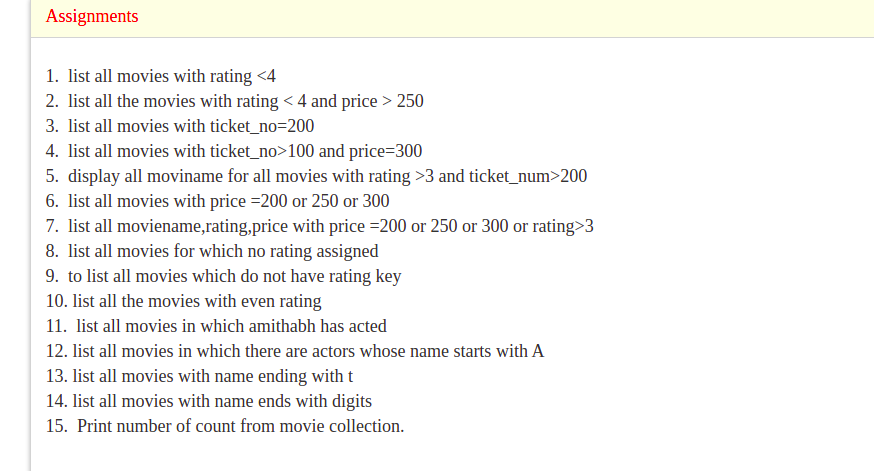 Assignments
1. list all movies with rating <4
2. list all the movies with rating < 4 and price > 250
3. list all movies with ticket_no=200
4. list all movies with ticket_no>100 and price=300
5. display all moviname for all movies with rating >3 and ticket_num>200
6. list all movies with price =200 or 250 or 300
7. list all moviename,rating,price with price =200 or 250 or 300 or rating>3
8. list all movies for which no rating assigned
9. to list all movies which do not have rating key
10. list all the movies with even rating
11. list all movies in which amithabh has acted
12. list all movies in which there are actors whose name starts with A
13. list all movies with name ending with t
14. list all movies with name ends with digits
15. Print number of count from movie collection.